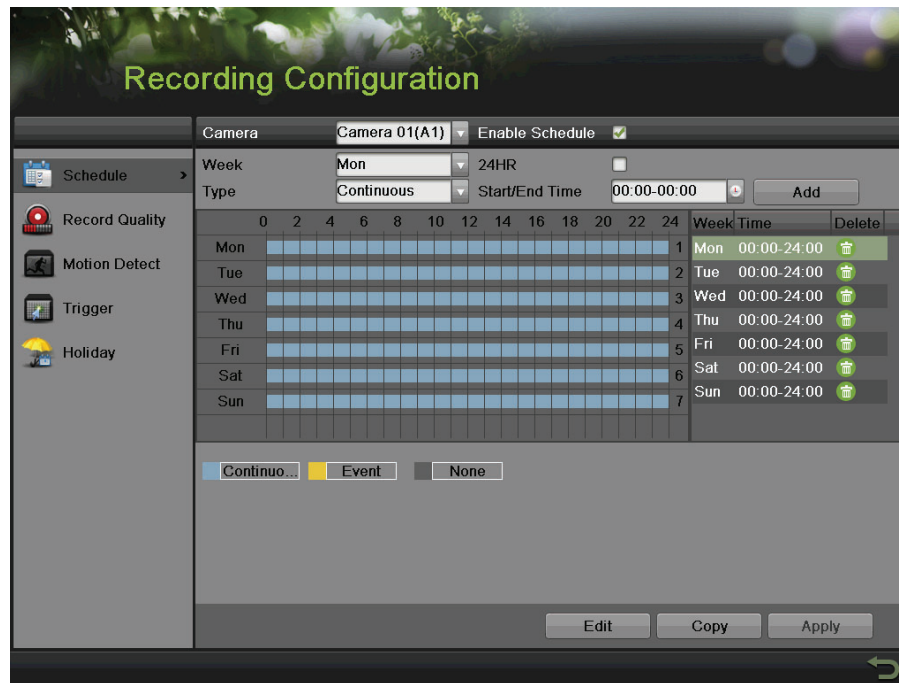 Recording Configuration
Camera Camera 01(A1) Enable Schedule
Schedule >
Record Quality
Motion Detect
Trigger
Holiday
Week Mon 24HR
Type Continuous Start/End Time 00:00-00:00 Add
0 2 4 6 8 10 12 14 16 18 20 22 24
Mon 1
Tue 2
Wed 3
Thu 4
Fri 5
Sat 6
Sun 7
Week Time Delete
Mon 00:00-24:00
Tue 00:00-24:00
Wed 00:00-24:00
Thu 00:00-24:00
Fri 00:00-24:00
Sat 00:00-24:00
Sun 00:00-24:00
Continuo... Event None
Edit Copy Apply